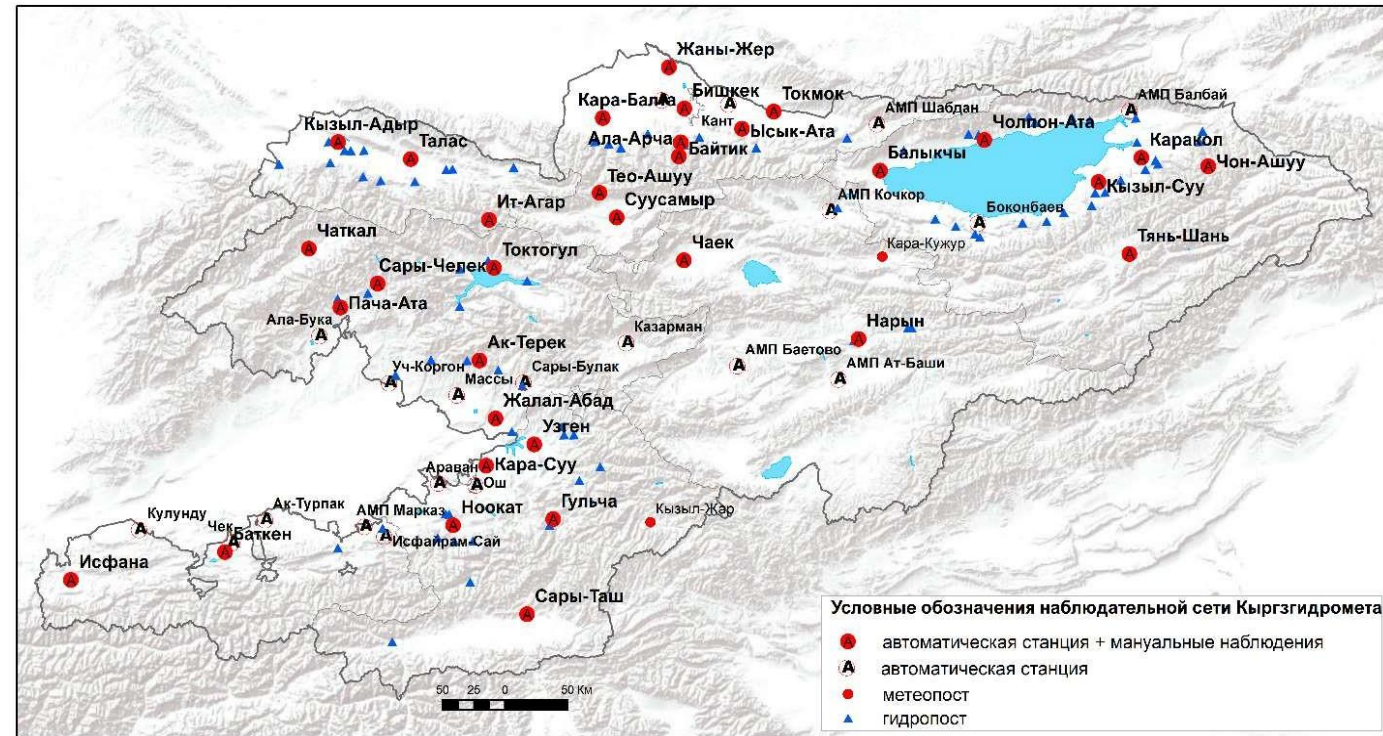 Жаны-Жер
Бишкек
Кара-Балта
Токмок
АМП Шабдан
АМП Балбай
Кант
Ысык-Ата
Чолпон-Ата
Кызыл-Адыр
Талас
Ала-Арча
Байтик
Каракол
Балыкчы
Чон-Ашуу
Тео-Ашуу
Кызыл-Суу
Ит-Агар
Суусамыр
АМП Кочкор
Боконбаев
Чаткал
Токтогул
Чаек
Кара-Кужур
Тянь-Шань
Сары-Челек
Пача-Ата
Ала-Бука
Казарман
Нарын
Ак-Терек
АМП Баетово
АМП Ат-Баши
Уч-Коргон
Сары-Булак
Массы
Жалал-Абад
Узген
Араван
Кара-Суу
Ош
Кулунду
Ак-Турпак
АМП Марказ
Ноокат
Гульча
Кызыл-Жар
Чек
Баткен
Исфайрам-Сай
Исфана
Сары-Таш
50 25 0 50 Км
Условные обозначения наблюдательной сети Кыргзгидромета
А автоматическая станция + мануальные наблюдения
А автоматическая станция
метеопост
гидропост